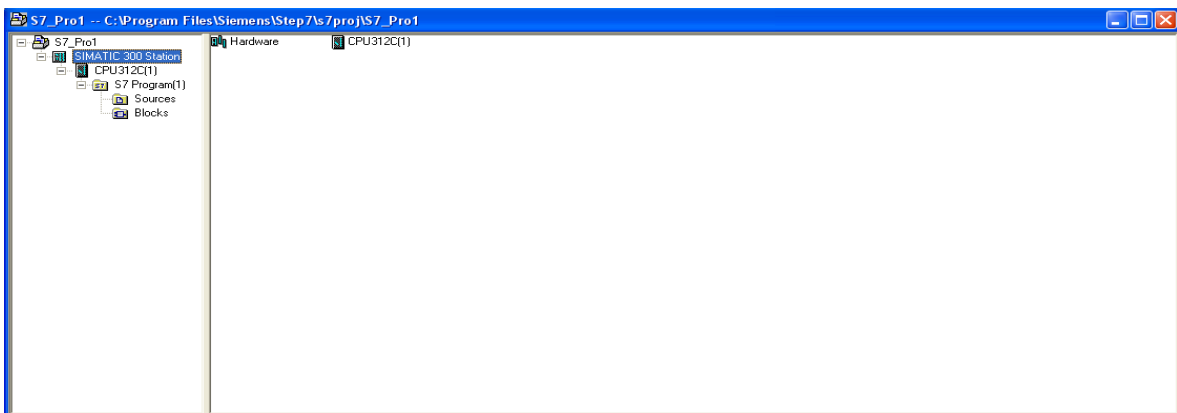 S7_Pro1 -- C:\Program Files\Siemens\Step7\s7proj\S7_Pro1
S7_Pro1
SIMATIC 300 Station
CPU312C(1)
S7 Program(1)
Sources
Blocks
Hardware
CPU312C(1)